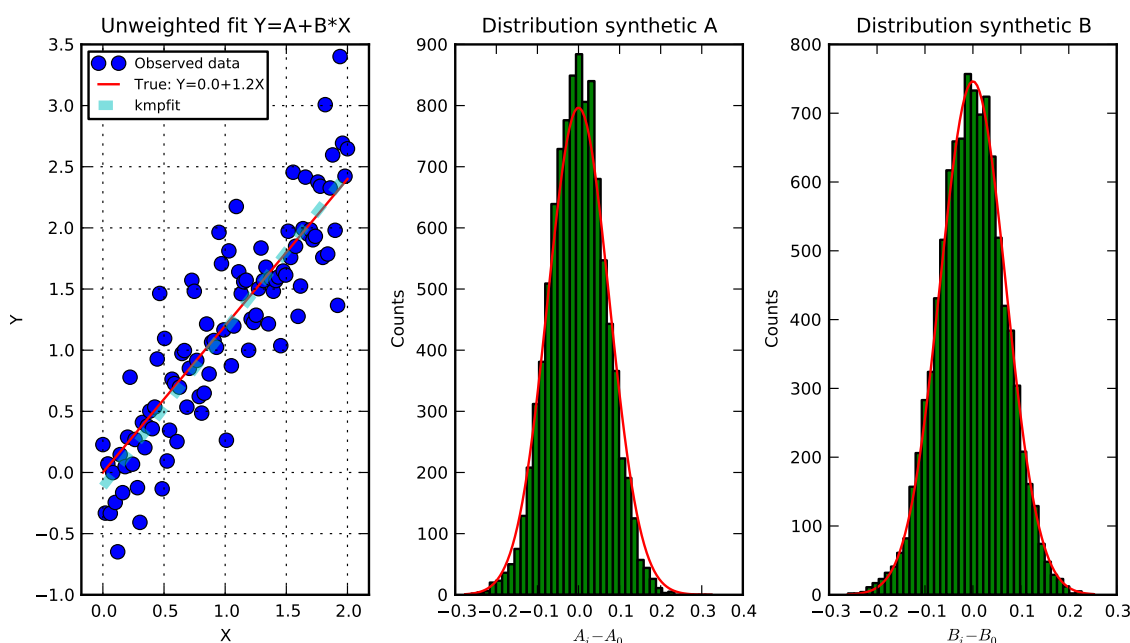 Unweighted fit Y=A+B*X
Observed data
True: Y=0.0+1.2X
kmpfit
3.5
3.0
2.5
2.0
1.5
1.0
0.5
0.0
−0.5
−1.0
Y
0.0 0.5 1.0 1.5 2.0
X
Distribution synthetic A
900
800
700
600
500
400
300
200
100
0
Counts
−0.3 −0.2 −0.1 0.0 0.1 0.2 0.3 0.4
A_i−A_0
Distribution synthetic B
800
700
600
500
400
300
200
100
0
Counts
−0.3 −0.2 −0.1 0.0 0.1 0.2 0.3
B_i−B_0